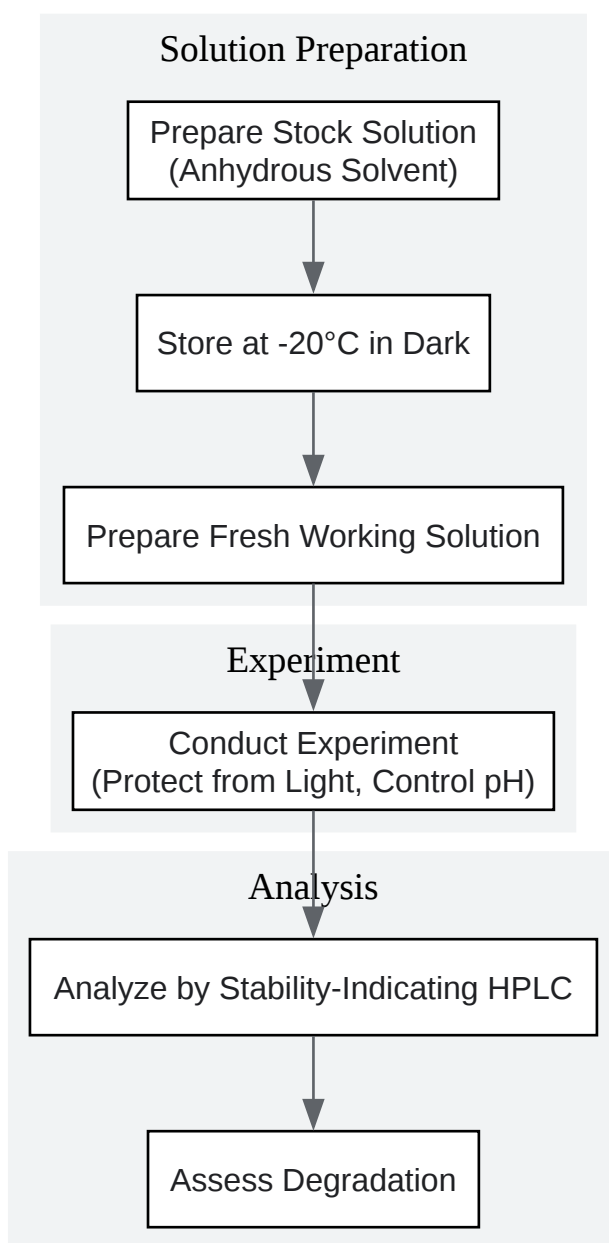 Solution Preparation
Prepare Stock Solution
(Anhydrous Solvent)
Store at -20°C in Dark
Prepare Fresh Working Solution
Experiment
Conduct Experiment
(Protect from Light, Control pH)
Analysis
Analyze by Stability-Indicating HPLC
Assess Degradation